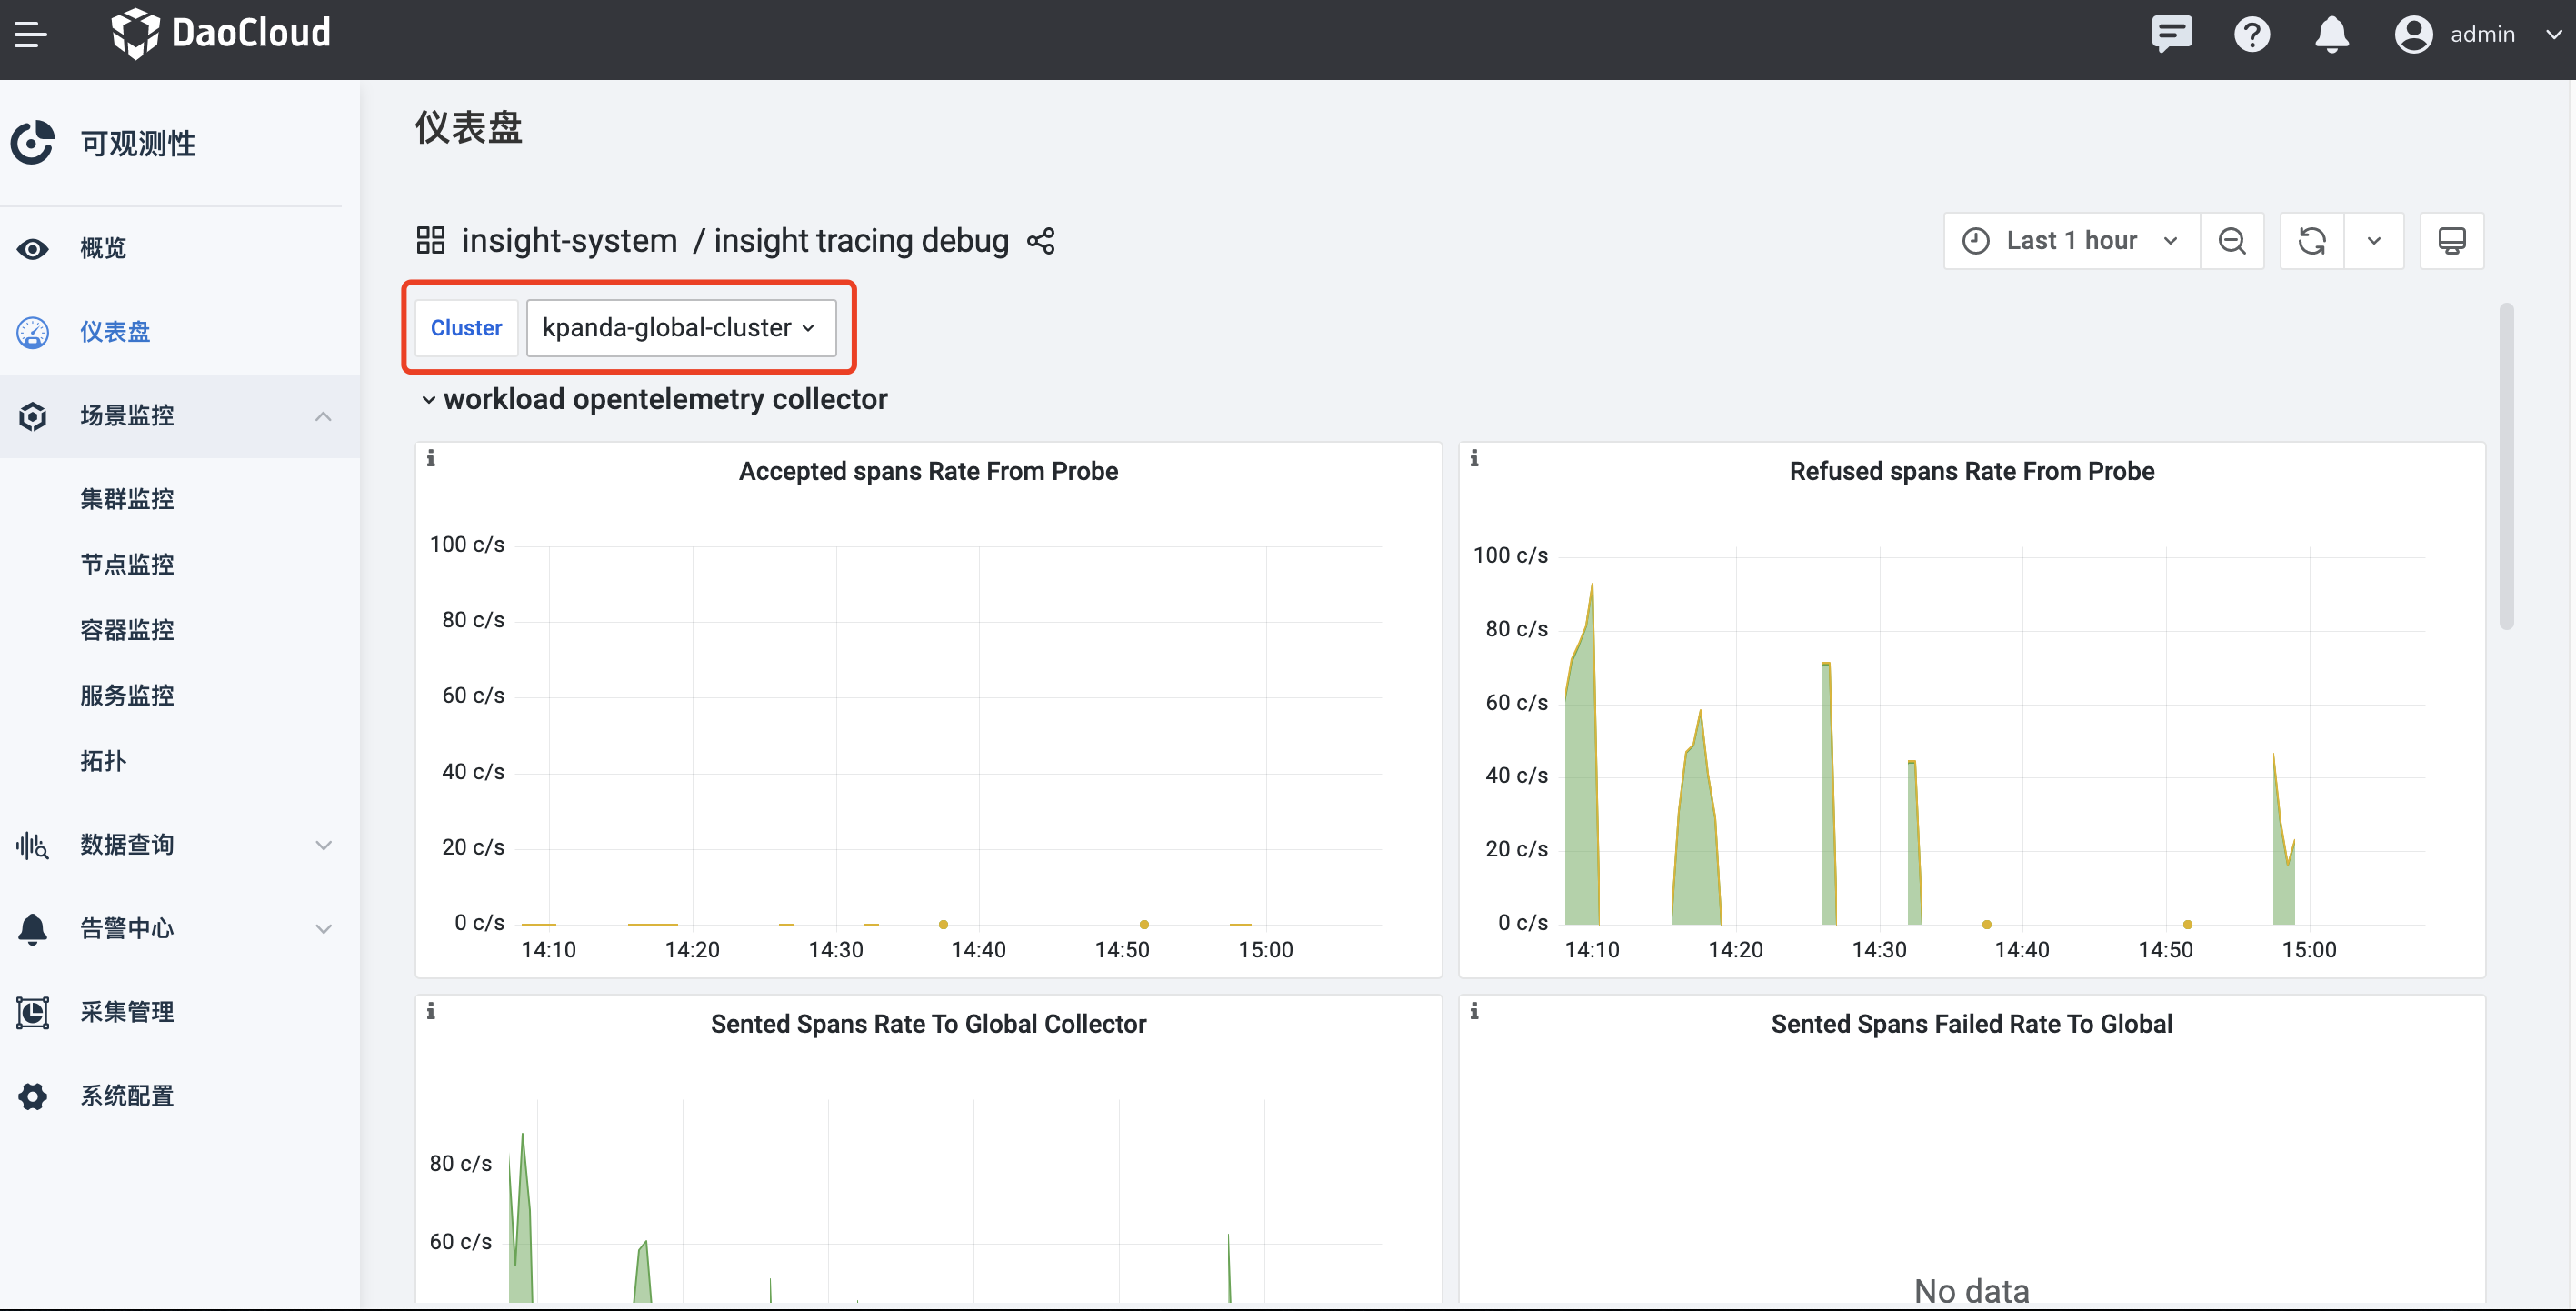 DaoCloud
admin
可观测性
概览
仪表盘
场景监控
集群监控
节点监控
容器监控
服务监控
拓扑
数据查询
告警中心
采集管理
系统配置
仪表盘
insight-system / insight tracing debug
Last 1 hour
Cluster
kpanda-global-cluster
workload opentelemetry collector
Accepted spans Rate From Probe
100 c/s
80 c/s
60 c/s
40 c/s
20 c/s
0 c/s
14:10 14:20 14:30 14:40 14:50 15:00
Refused spans Rate From Probe
100 c/s
80 c/s
60 c/s
40 c/s
20 c/s
0 c/s
14:10 14:20 14:30 14:40 14:50 15:00
Sented Spans Rate To Global Collector
80 c/s
60 c/s
Sented Spans Failed Rate To Global
No data